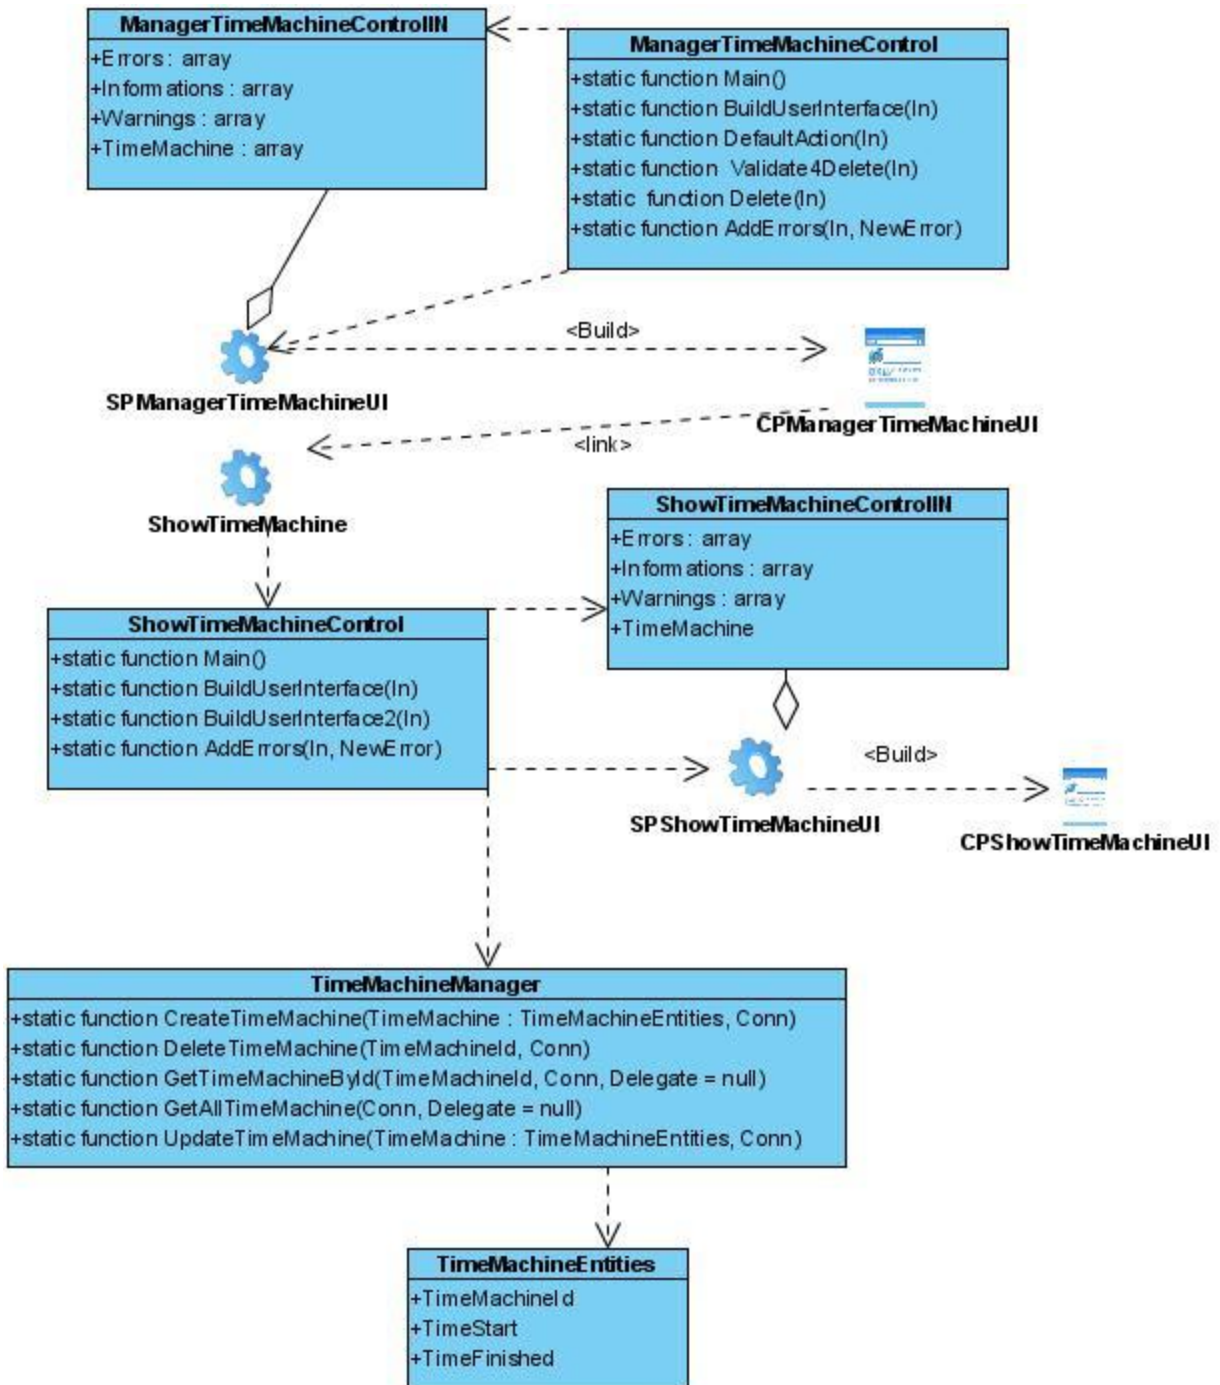 ManagerTimeMachineControlIN
+Errors : array
+Informations : array
+Warnings : array
+TimeMachine : array
ManagerTimeMachineControl
+static function Main()
+static function BuildUserInterface(In)
+static function DefaultAction(In)
+static function Validate4Delete(In)
+static function Delete(In)
+static function AddErrors(In, NewError)
<Build>
SPManagerTimeMachineUI
CPManagerTimeMachineUI
<link>
ShowTimeMachine
ShowTimeMachineControlIN
+Errors : array
+Informations : array
+Warnings : array
+TimeMachine
ShowTimeMachineControl
+static function Main()
+static function BuildUserInterface(In)
+static function BuildUserInterface2(In)
+static function AddErrors(In, NewError)
<Build>
SPShowTimeMachineUI
CPShowTimeMachineUI
TimeMachineManager
+static function CreateTimeMachine(TimeMachine : TimeMachineEntities, Conn)
+static function DeleteTimeMachine(TimeMachineId, Conn)
+static function GetTimeMachineById(TimeMachineId, Conn, Delegate = null)
+static function GetAllTimeMachine(Conn, Delegate = null)
+static function UpdateTimeMachine(TimeMachine : TimeMachineEntities, Conn)
TimeMachineEntities
+TimeMachineId
+TimeStart
+TimeFinished